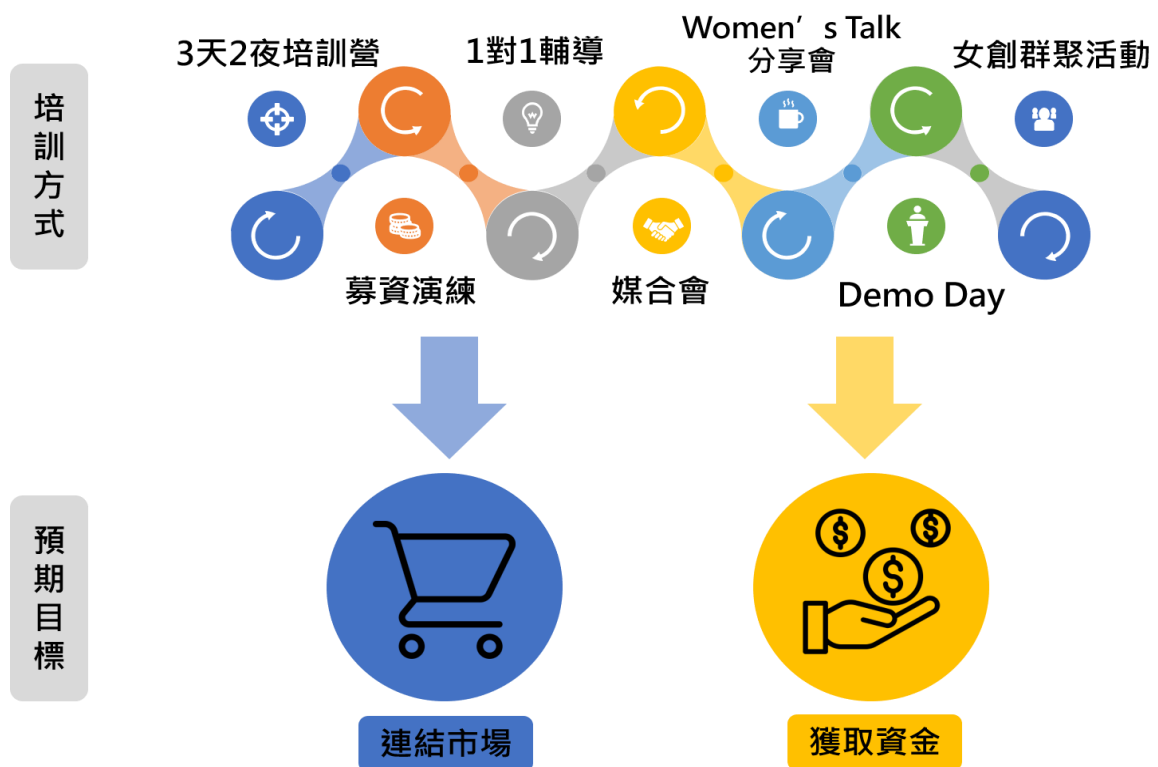 培訓方式
3天2夜培訓營
募資演練
1對1輔導
媒合會
Women’s Talk
分享會
Demo Day
女創群聚活動
預期目標
連結市場
獲取資金